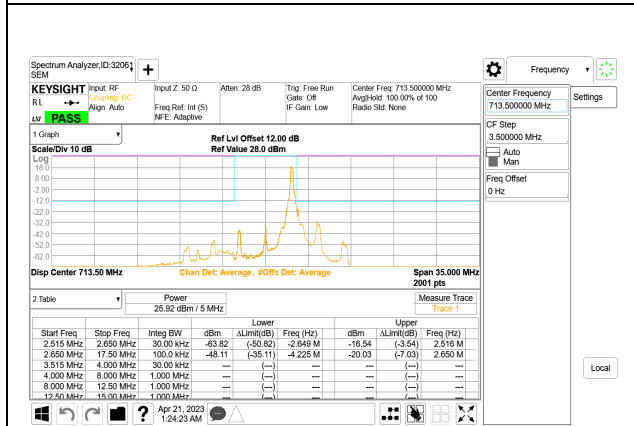 Spectrum Analyzer,ID:32061
SEM
+
Frequency
KEYSIGHT
RL
LXI PASS
Input: RF
Coupling: DC
Align: Auto
Input Z: 50 Ω
Freq Ref: Int (S)
NFE: Adaptive
Atten: 28 dB
Trig: Free Run
Gate: Off
IF Gain: Low
Center Freq: 713.500000 MHz
Avg|Hold: 100.00% of 100
Radio Std: None
Center Frequency
713.500000 MHz
Settings
CF Step
3.500000 MHz
Auto
Man
Freq Offset
0 Hz
Local
1 Graph
Scale/Div 10 dB
Ref Lvl Offset 12.00 dB
Ref Value 28.0 dBm
Log
18.0
8.00
-2.00
-12.0
-22.0
-32.0
-42.0
-52.0
-62.0
Disp Center 713.50 MHz
Chan Det: Average, #Offs Det: Average
Span 35.000 MHz
2001 pts
2 Table
Power
25.92 dBm / 5 MHz
Measure Trace
Trace 1
Lower Upper
Start Freq Stop Freq Integ BW dBm ΔLimit(dB) Freq (Hz) dBm ΔLimit(dB) Freq (Hz)
2.515 MHz 2.650 MHz 30.00 kHz -63.82 (-50.82) -2.649 M -16.54 (-3.54) 2.516 M
2.650 MHz 17.50 MHz 100.0 kHz -48.11 (-35.11) -4.225 M -20.03 (-7.03) 2.650 M
3.515 MHz 4.000 MHz 30.00 kHz --- (---) --- --- (---) ---
4.000 MHz 8.000 MHz 1.000 MHz --- (---) --- --- (---) ---
8.000 MHz 12.50 MHz 1.000 MHz --- (---) --- --- (---) ---
12.50 MHz 15.00 MHz 1.000 MHz --- (---) --- --- (---) ---
?
Apr 21, 2023
1:24:23 AM